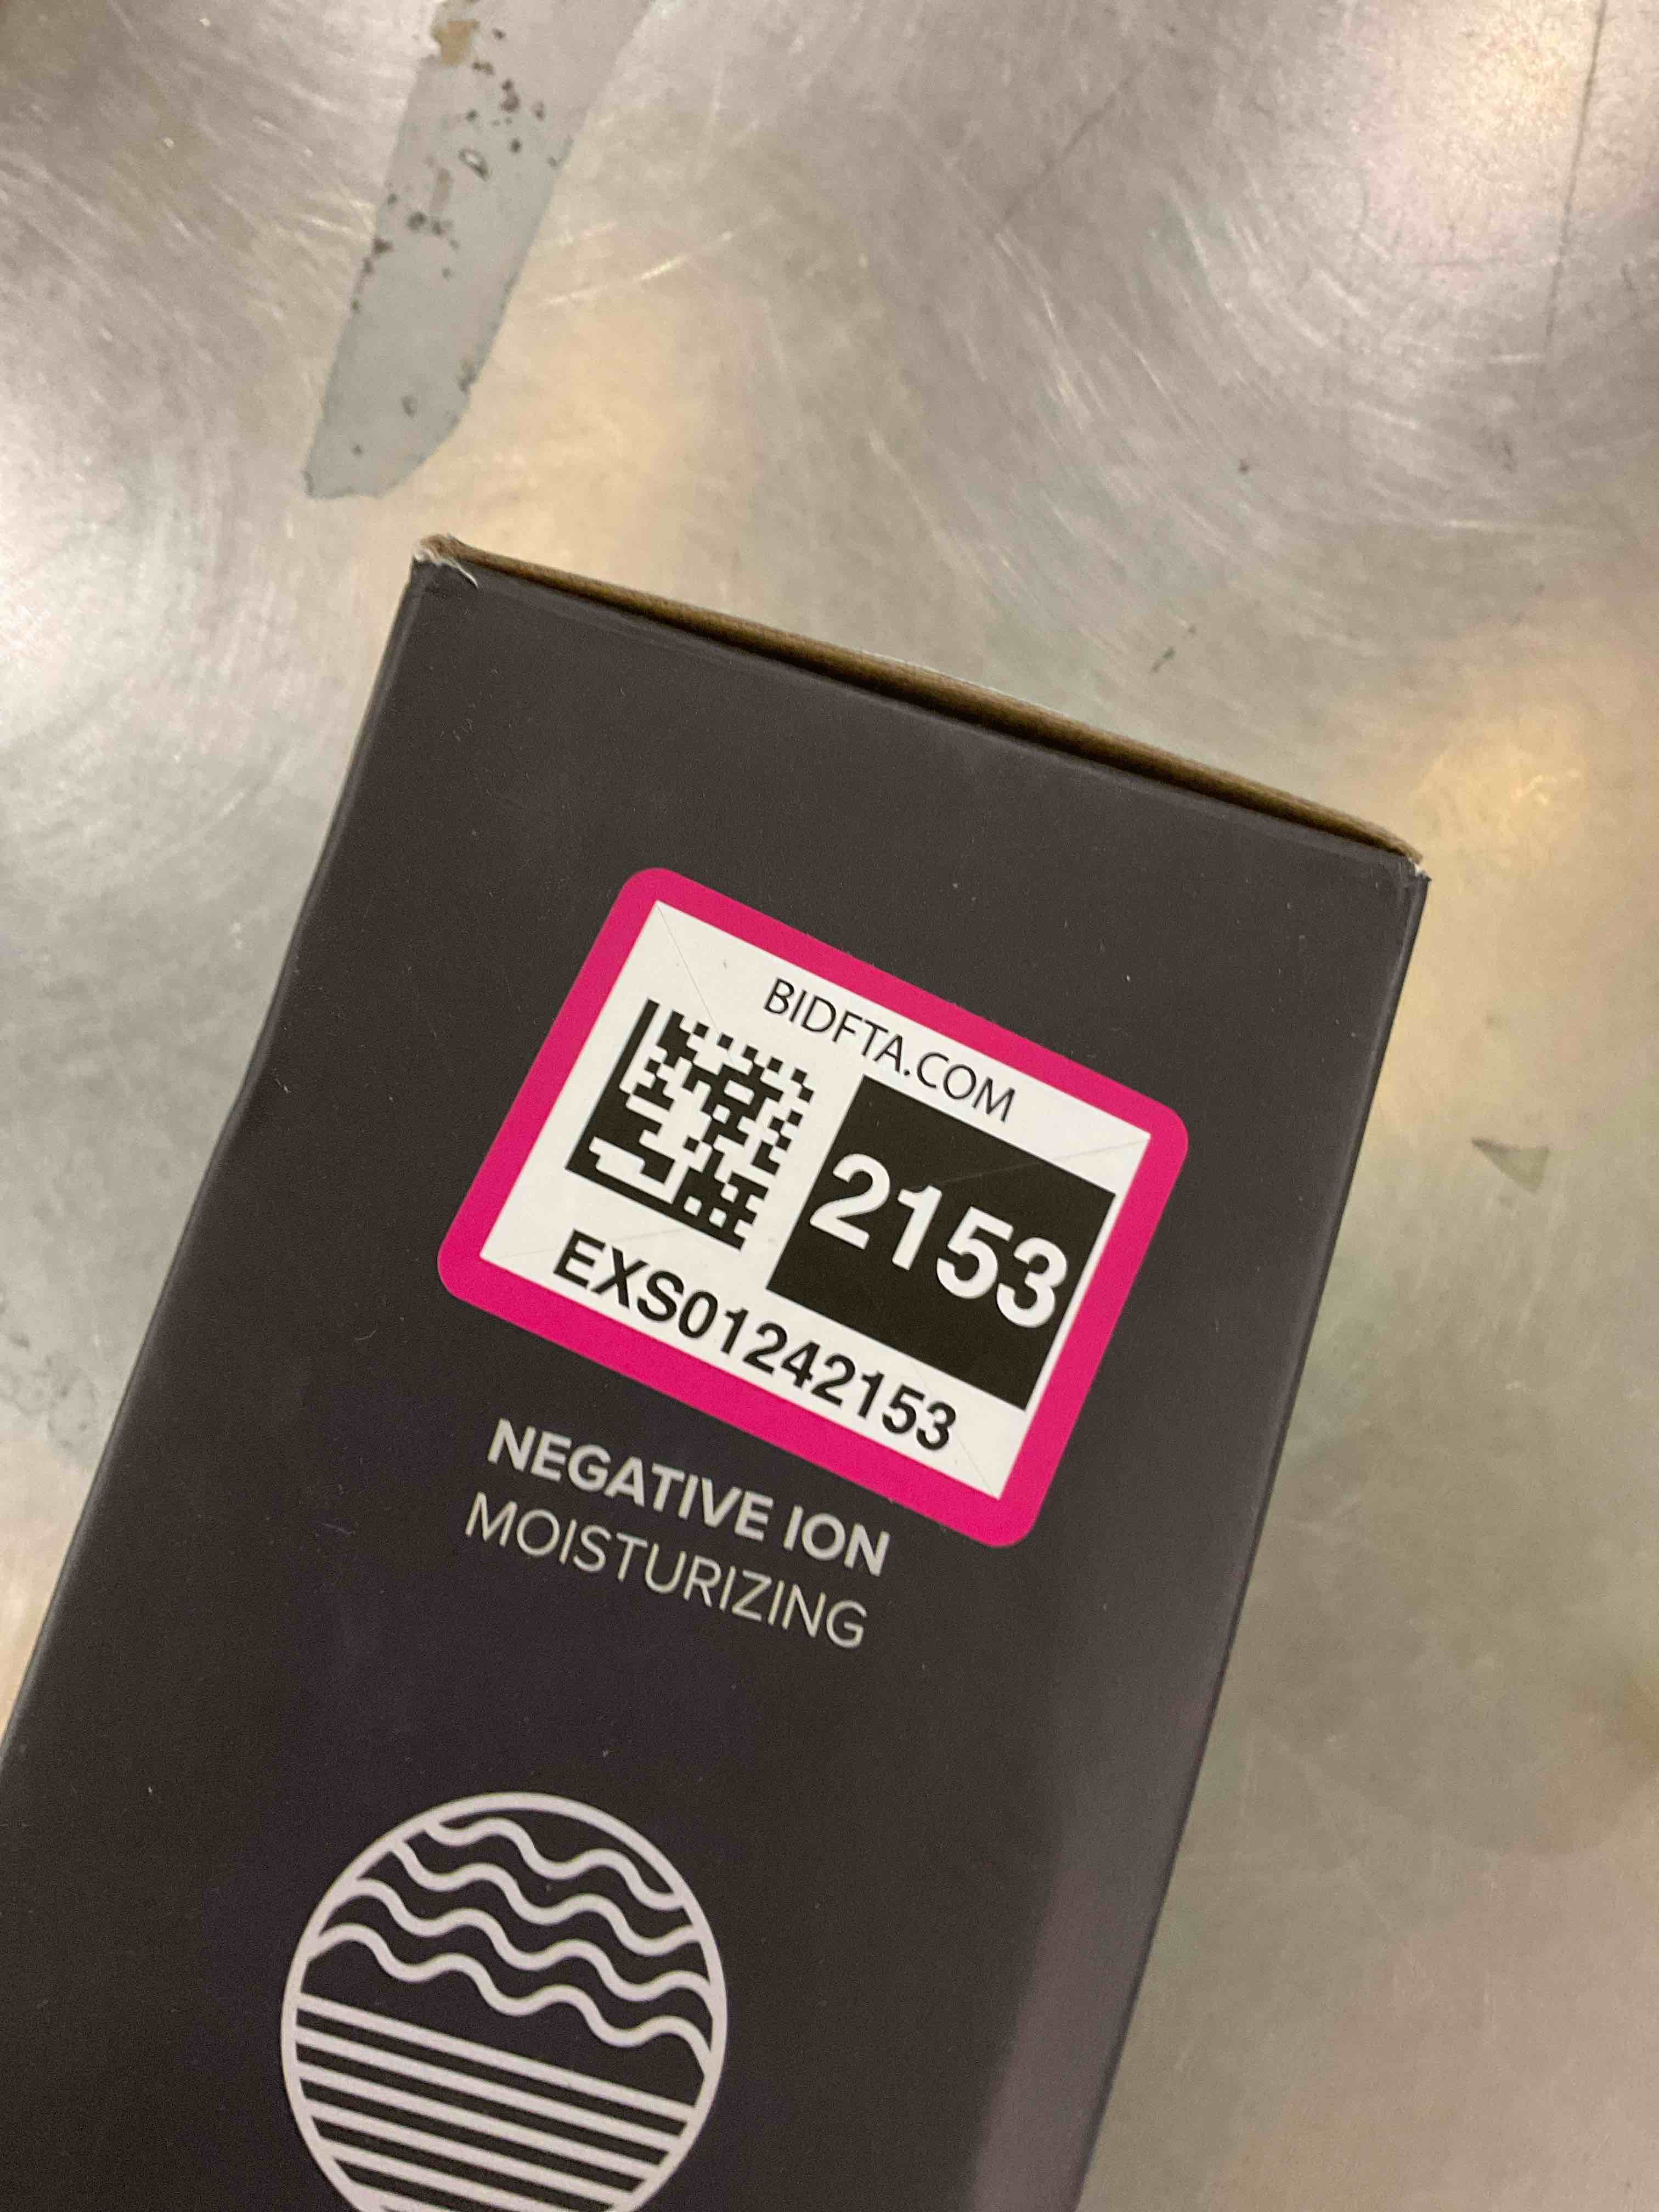 BIDFTA.COM
2153
EXS01242153
NEGATIVE ION
MOISTURIZING